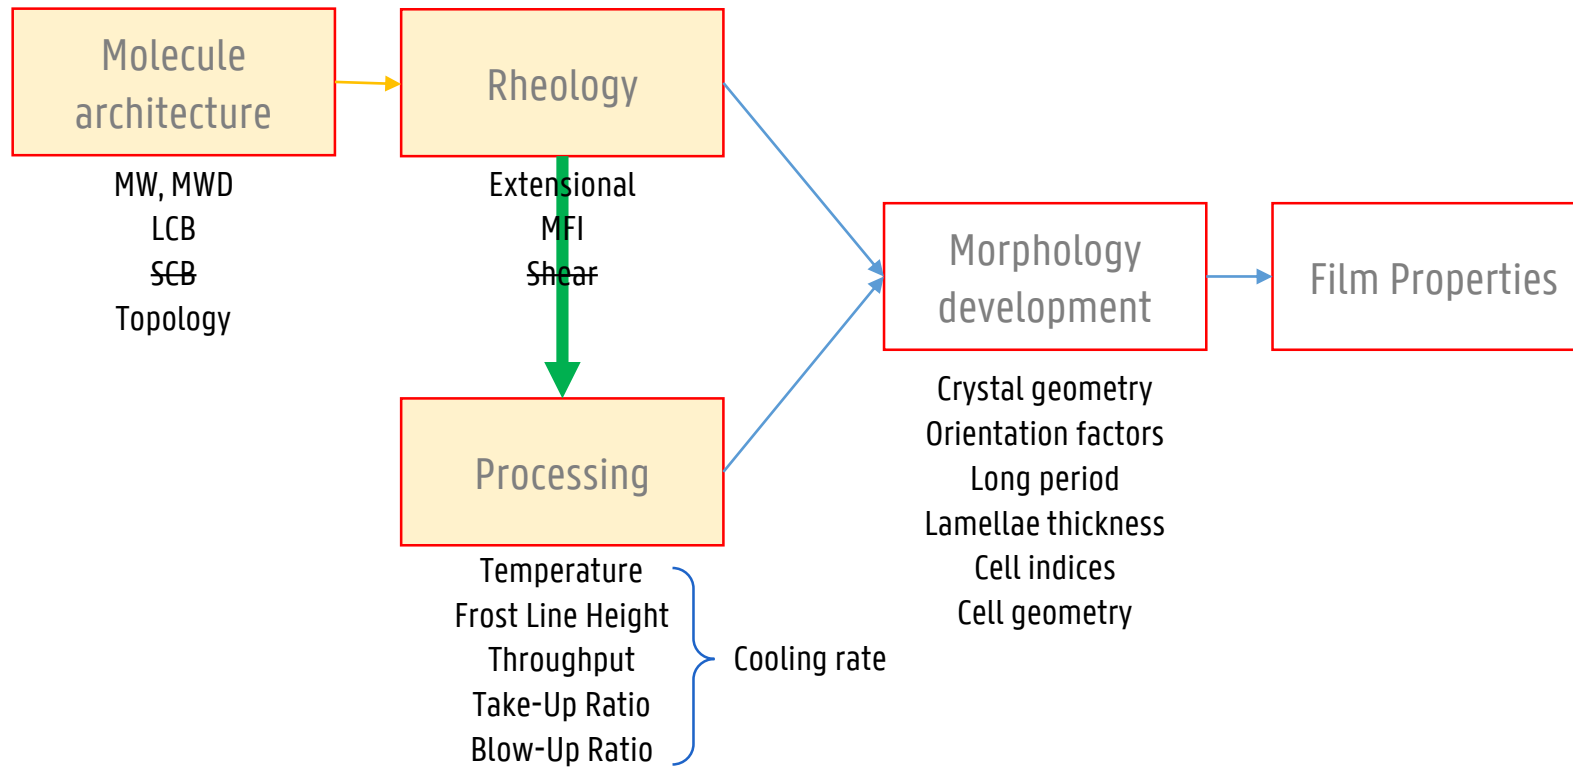 Molecule
architecture
MW, MWD
LCB
SCB
Topology
Rheology
Extensional
MFI
Shear
Processing
Temperature
Frost Line Height
Throughput
Take-Up Ratio
Blow-Up Ratio
Cooling rate
Morphology
development
Crystal geometry
Orientation factors
Long period
Lamellae thickness
Cell indices
Cell geometry
Film Properties